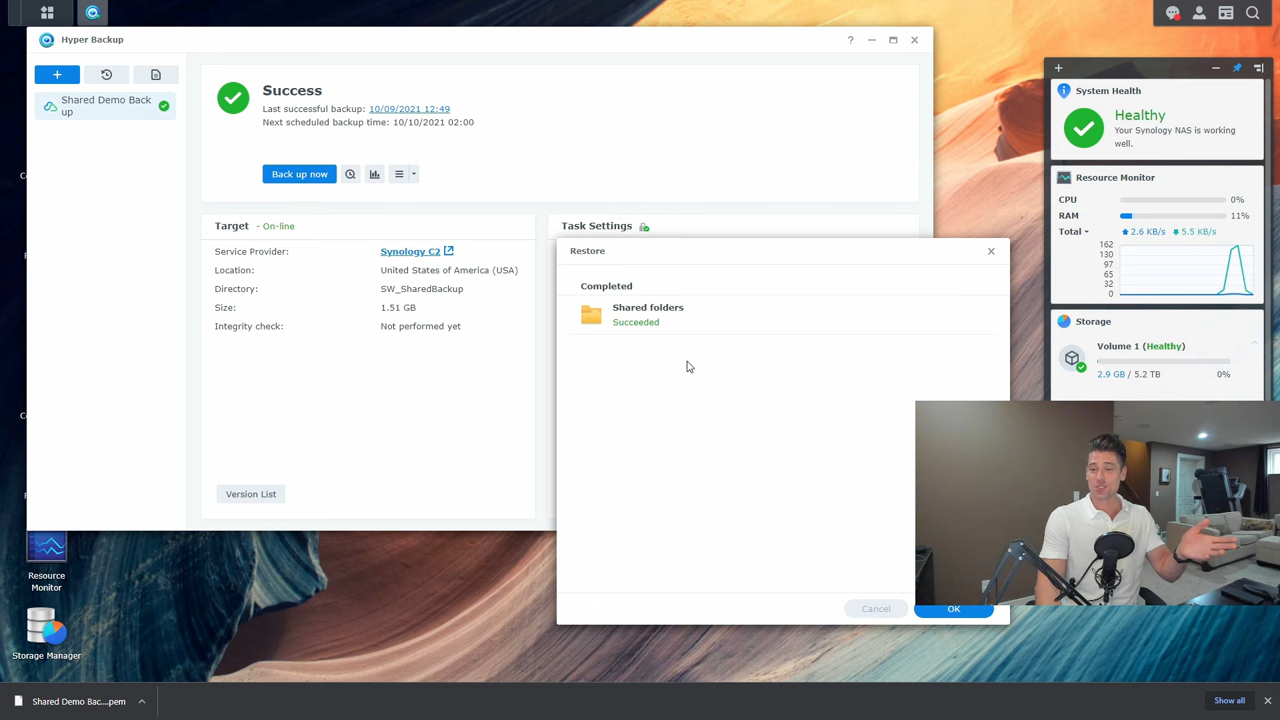 Hyper Backup
Shared Demo Back
up
Success
Last successful backup: 10/09/2021 12:49
Next scheduled backup time: 10/10/2021 02:00
Back up now
Target - On-line
Service Provider: Synology C2
Location: United States of America (USA)
Directory: SW_SharedBackup
Size: 1.51 GB
Integrity check: Not performed yet
Version List
Task Settings
Restore
Completed
Shared folders
Succeeded
Cancel
OK
System Health
Healthy
Your Synology NAS is working
well.
Resource Monitor
CPU 0%
RAM 11%
Total 2.6 KB/s 5.5 KB/s
162
130
97
65
32
0
Storage
Volume 1 (Healthy)
2.9 GB / 5.2 TB 0%
Resource
Monitor
Storage Manager
Shared Demo Bac....pem
Show all